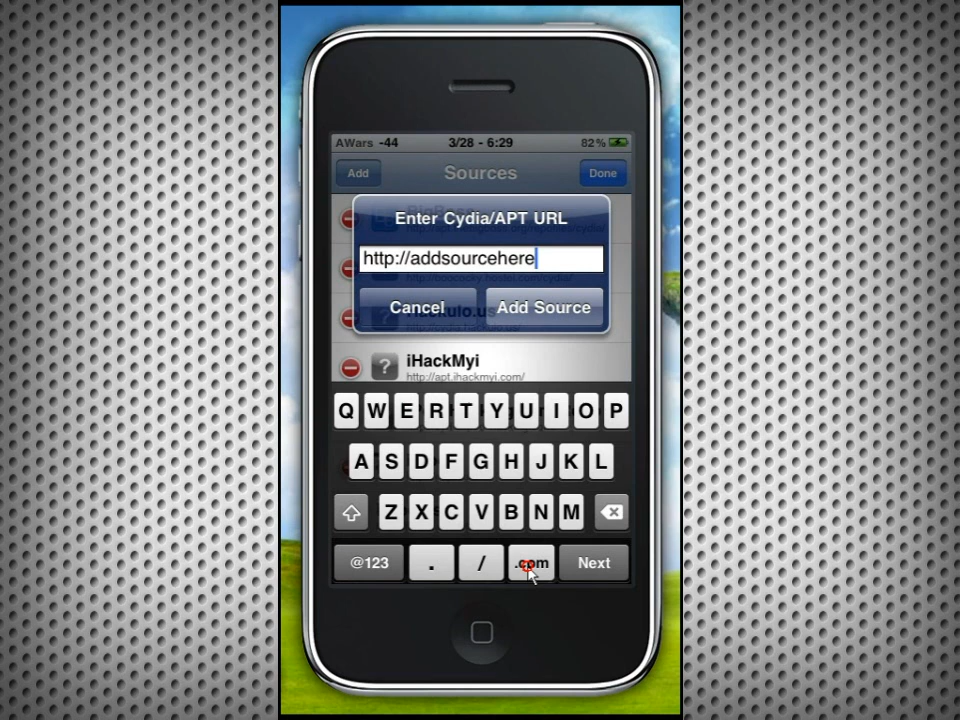 AWars -44 3/28 - 6:29 82%
Add Sources Done
Enter Cydia/APT URL
http://addsourcehere
Cancel Add Source
iHackMyi
http://apt.ihackmyi.com/
Q W E R T Y U I O P
A S D F G H J K L
Z X C V B N M
@123 . / .com Next